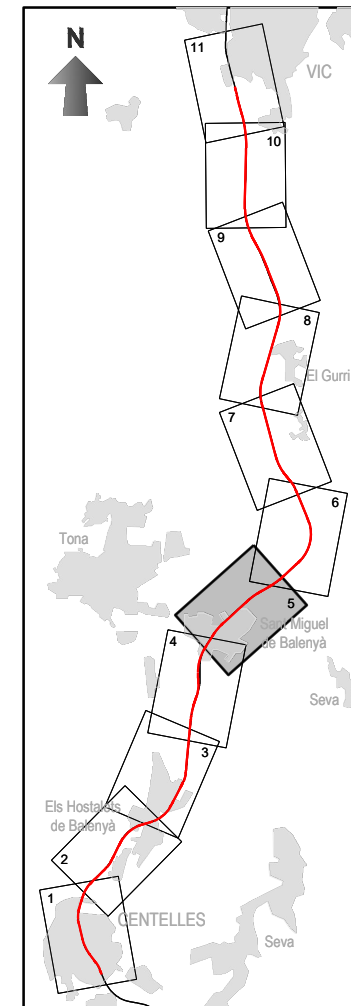 N
11
VIC
10
9
8
El Gurri
7
6
Tona
5
Sant Miquel
de Balenyà
4
Seva
3
Els Hostalets
de Balenyà
2
1
CENTELLES
Seva